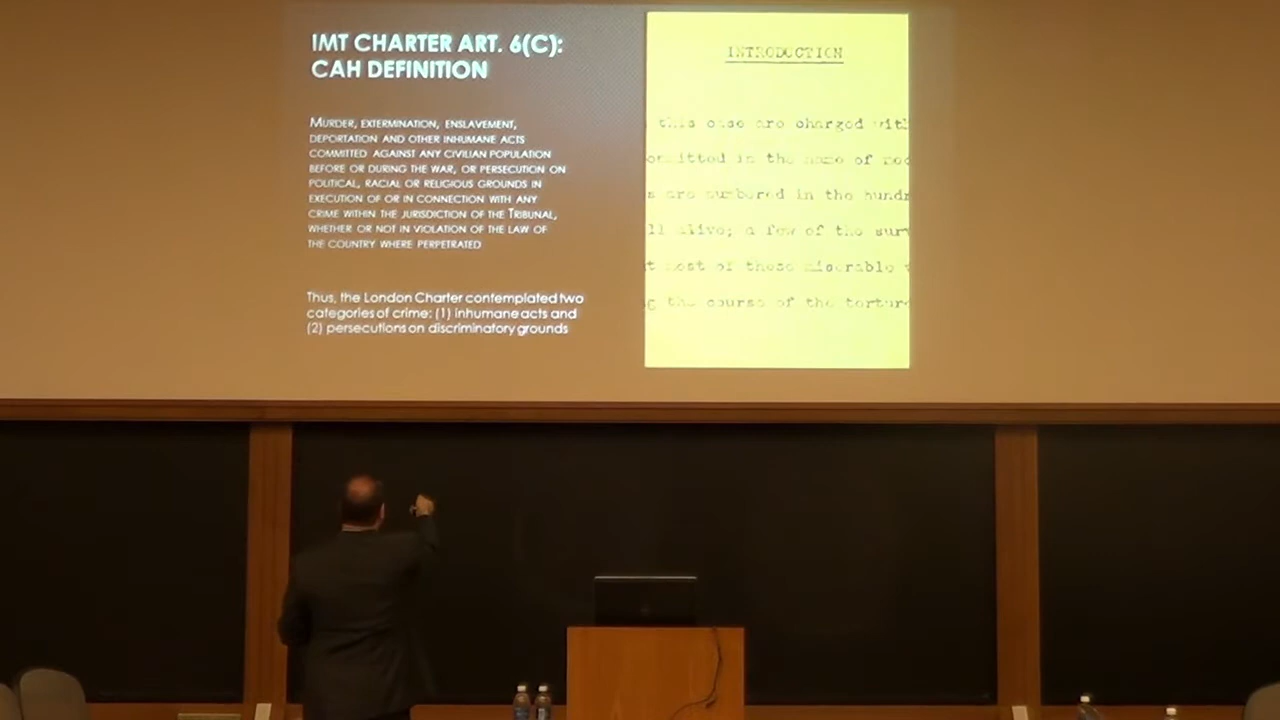 IMT CHARTER ART. 6(C):
CAH DEFINITION
MURDER, EXTERMINATION, ENSLAVEMENT,
DEPORTATION AND OTHER INHUMANE ACTS
COMMITTED AGAINST ANY CIVILIAN POPULATION
BEFORE OR DURING THE WAR, OR PERSECUTION ON
POLITICAL, RACIAL OR RELIGIOUS GROUNDS IN
EXECUTION OF OR IN CONNECTION WITH ANY
CRIME WITHIN THE JURISDICTION OF THE TRIBUNAL,
WHETHER OR NOT IN VIOLATION OF THE LAW OF
THE COUNTRY WHERE PERPETRATED
Thus, the London Charter contemplated two
categories of crime: (1) inhumane acts and
(2) persecutions on discriminatory grounds
INTRODUCTION
this case are charged with
in the name of
are numbered in the hundr
alive; a few of the surv
most of these miserable
the course of the torture